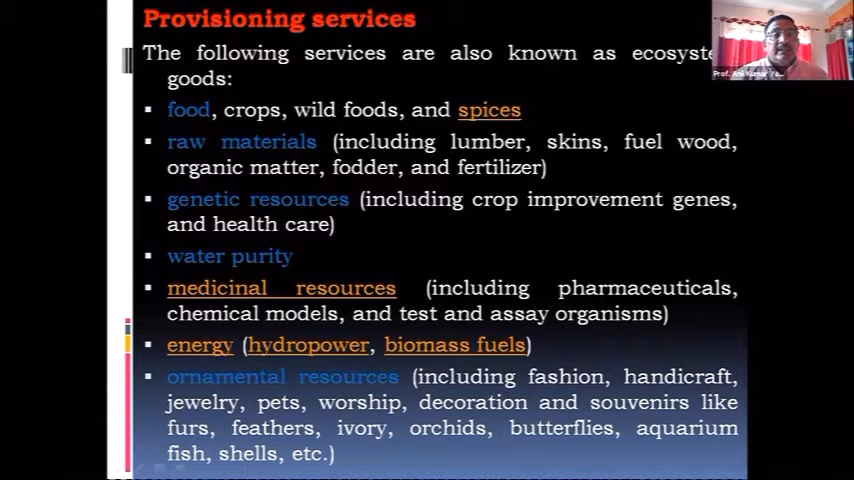 Provisioning services
The following services are also known as
goods:
▪ food, crops, wild foods, and spices
▪ raw materials (including lumber, skins, fuel wood,
organic matter, fodder, and fertilizer)
▪ genetic resources (including crop improvement genes,
and health care)
▪ water purity
▪ medicinal resources (including pharmaceuticals,
chemical models, and test and assay organisms)
▪ energy (hydropower, biomass fuels)
▪ ornamental resources (including fashion, handicraft,
jewelry, pets, worship, decoration and souvenirs like
furs, feathers, ivory, orchids, butterflies, aquarium
fish, shells, etc.)
Prof. Anil Kumar